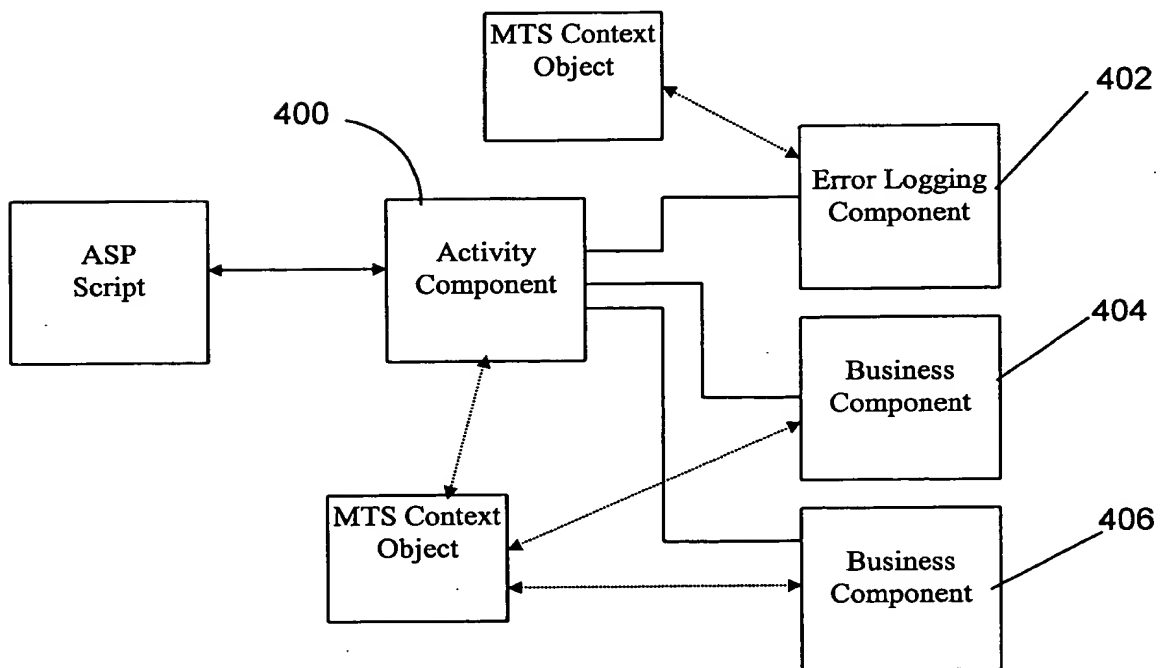 MTS Context
Object
402
400
Error Logging
Component
ASP
Script
Activity
Component
404
Business
Component
MTS Context
Object
406
Business
Component